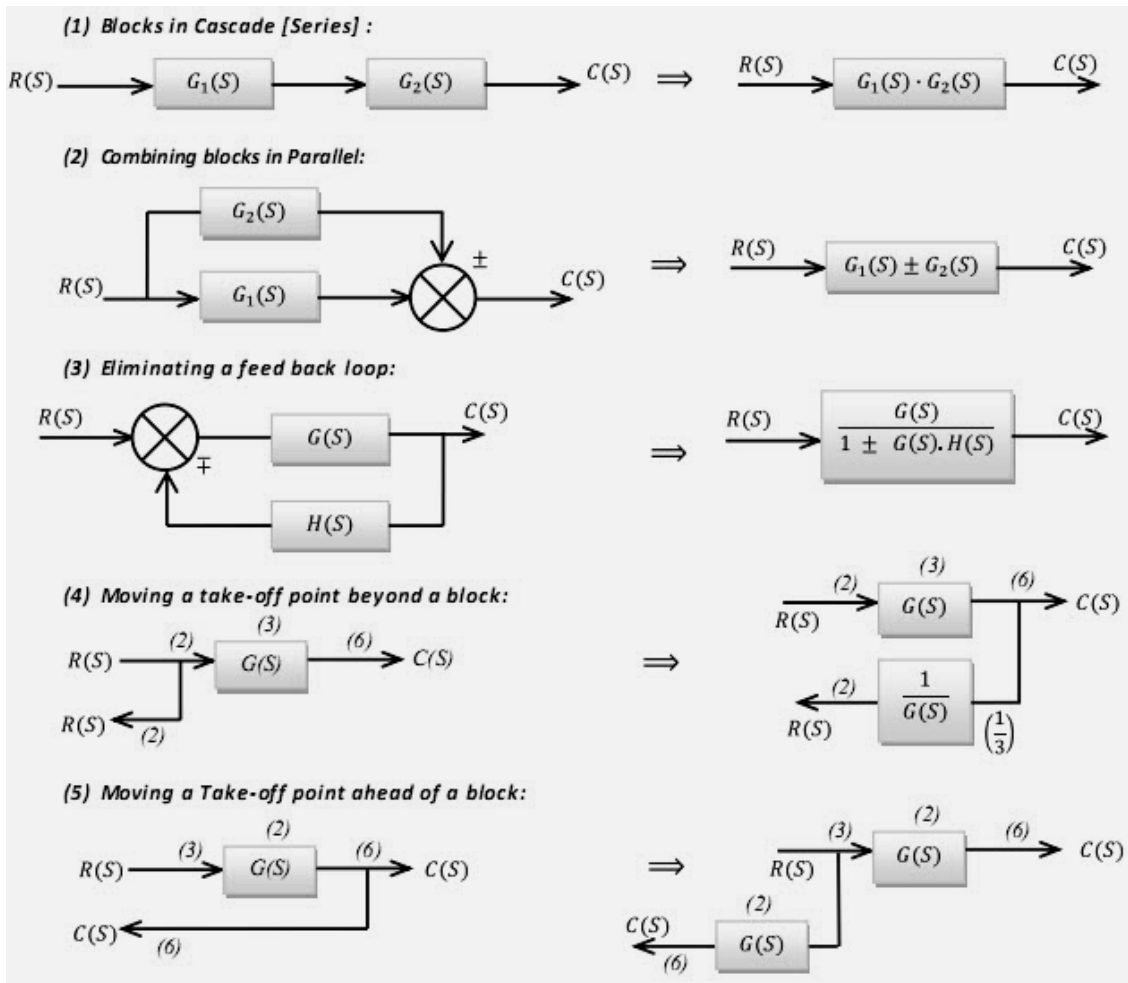 (1) Blocks in Cascade [Series] :
R(S) G₁(S) G₂(S) C(S) ⟹ R(S) G₁(S) · G₂(S) C(S)
(2) Combining blocks in Parallel:
G₂(S)
±
R(S) G₁(S) C(S) ⟹ R(S) G₁(S) ± G₂(S) C(S)
(3) Eliminating a feed back loop:
R(S) G(S) C(S) ⟹ R(S) G(S) / 1 ± G(S).H(S) C(S)
∓
H(S)
(4) Moving a take-off point beyond a block:
R(S) (2) (3) G(S) (6) C(S) ⟹ R(S) (2) (3) G(S) (6) C(S)
R(S) (2) R(S) (2) 1/G(S) (1/3)
(5) Moving a Take-off point ahead of a block:
R(S) (3) (2) G(S) (6) C(S) ⟹ R(S) (3) (2) G(S) (6) C(S)
C(S) (6) C(S) (6) (2) G(S)